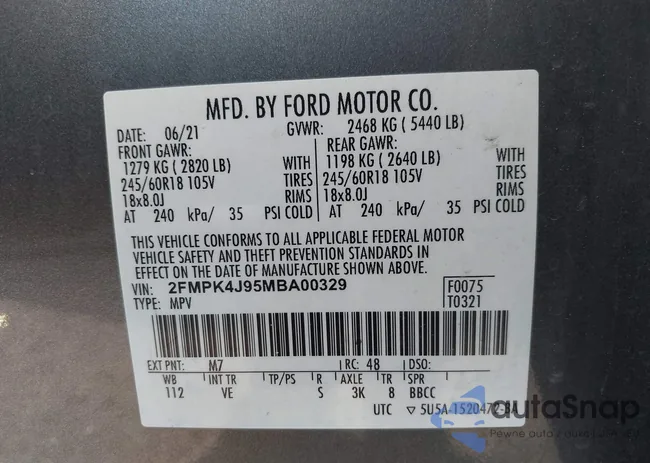 MFD. BY FORD MOTOR CO.
DATE: 06/21 GVWR: 2468 KG ( 5440 LB)
FRONT GAWR: REAR GAWR:
1279 KG ( 2820 LB) WITH 1198 KG ( 2640 LB) WITH
245/60R18 105V TIRES 245/60R18 105V TIRES
18x8.0J RIMS 18x8.0J RIMS
AT 240 kPa/ 35 PSI COLD AT 240 kPa/ 35 PSI COLD
THIS VEHICLE CONFORMS TO ALL APPLICABLE FEDERAL MOTOR
VEHICLE SAFETY AND THEFT PREVENTION STANDARDS IN
EFFECT ON THE DATE OF MANUFACTURE SHOWN ABOVE.
VIN: 2FMPK4J95MBA00329 F0075
TYPE: MPV T0321
EXT PNT: M7 RC: 48 DSO:
WB INT TR TP/PS R AXLE TR SPR
112 VE S 3K 8 BBCC
UTC ▽ 5U5A-1520472-BA
autoSnap